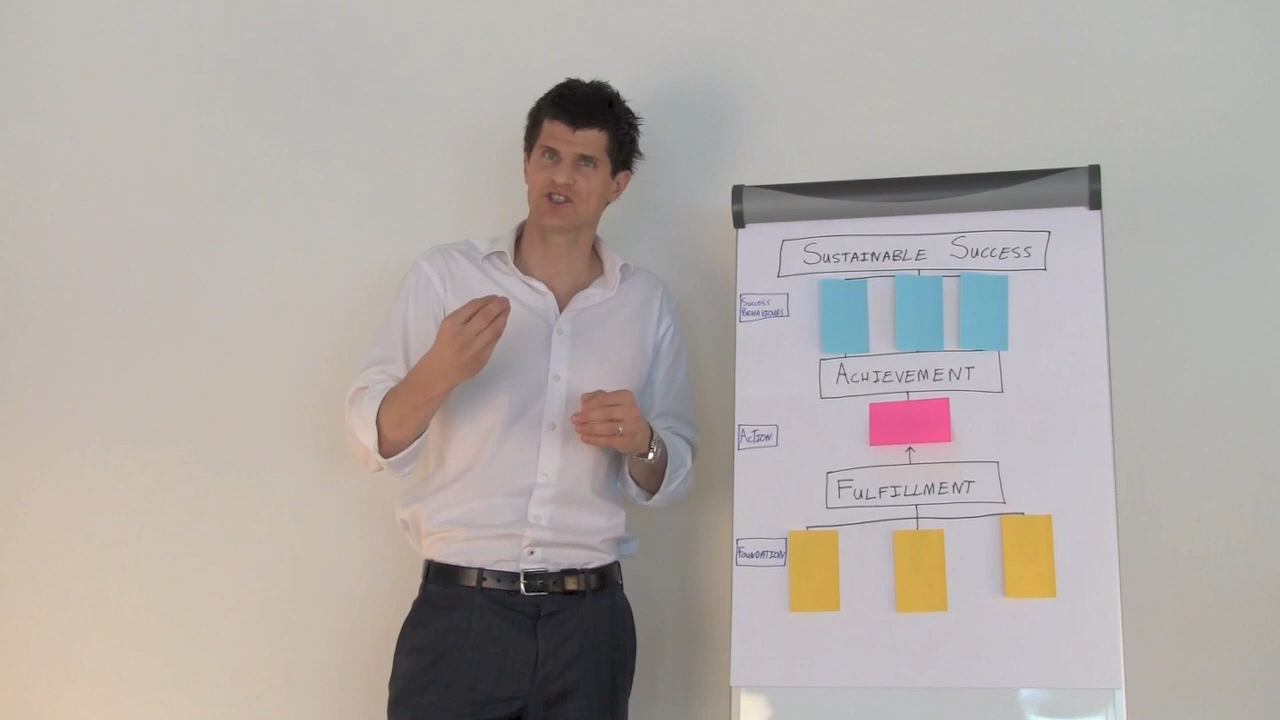 SUSTAINABLE SUCCESS
SUCCESS
BEHAVIOURS
ACHIEVEMENT
ACTION
FULFILLMENT
FOUNDATION